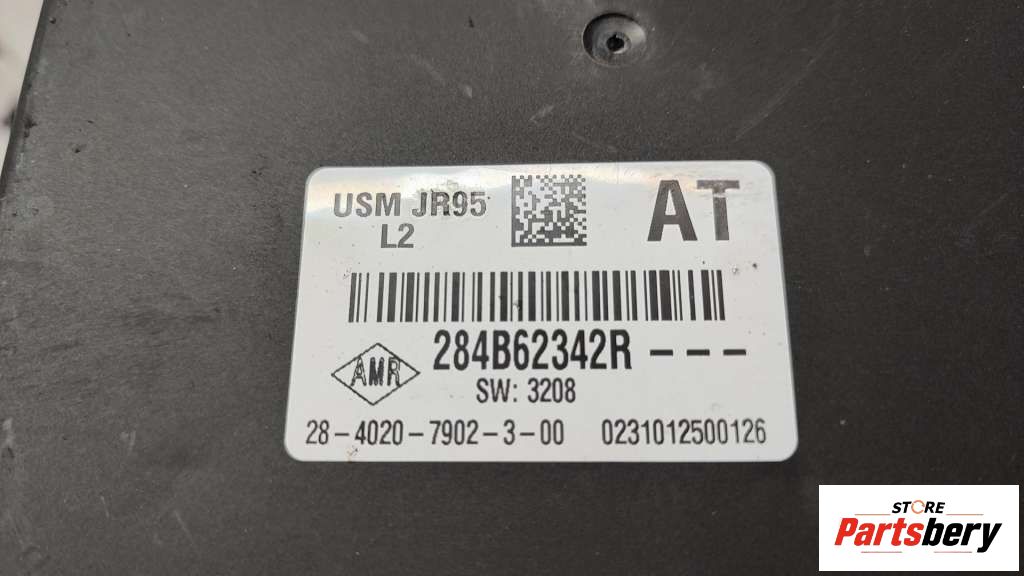 USM JR95
L2
AT
284B62342R - - -
AMR
SW: 3208
28-4020-7902-3-00 0231012500126
STORE
Partsbery